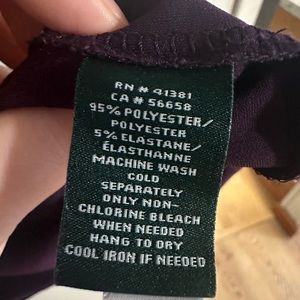 RN # 41381
CA # 56658
95% POLYESTER/
POLYESTER
5% ELASTANE/
ÉLASTHANNE
MACHINE WASH
COLD
SEPARATELY
ONLY NON-
CHLORINE BLEACH
WHEN NEEDED
HANG TO DRY
COOL IRON IF NEEDED